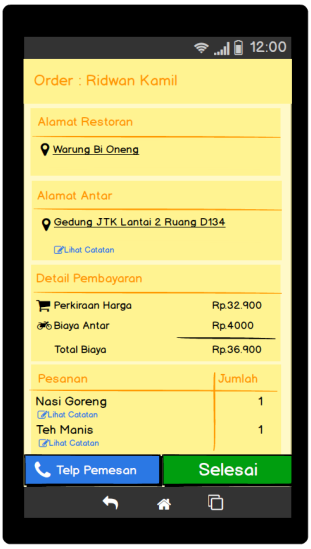 12:00
Order : Ridwan Kamil
Alamat Restoran
Warung Bi Oneng
Alamat Antar
Gedung JTK Lantai 2 Ruang D134
Lihat Catatan
Detail Pembayaran
Perkiraan Harga Rp.32.900
Biaya Antar Rp.4000
Total Biaya Rp.36.900
Pesanan Jumlah
Nasi Goreng 1
Lihat Catatan
Teh Manis 1
Lihat Catatan
Telp Pemesan Selesai